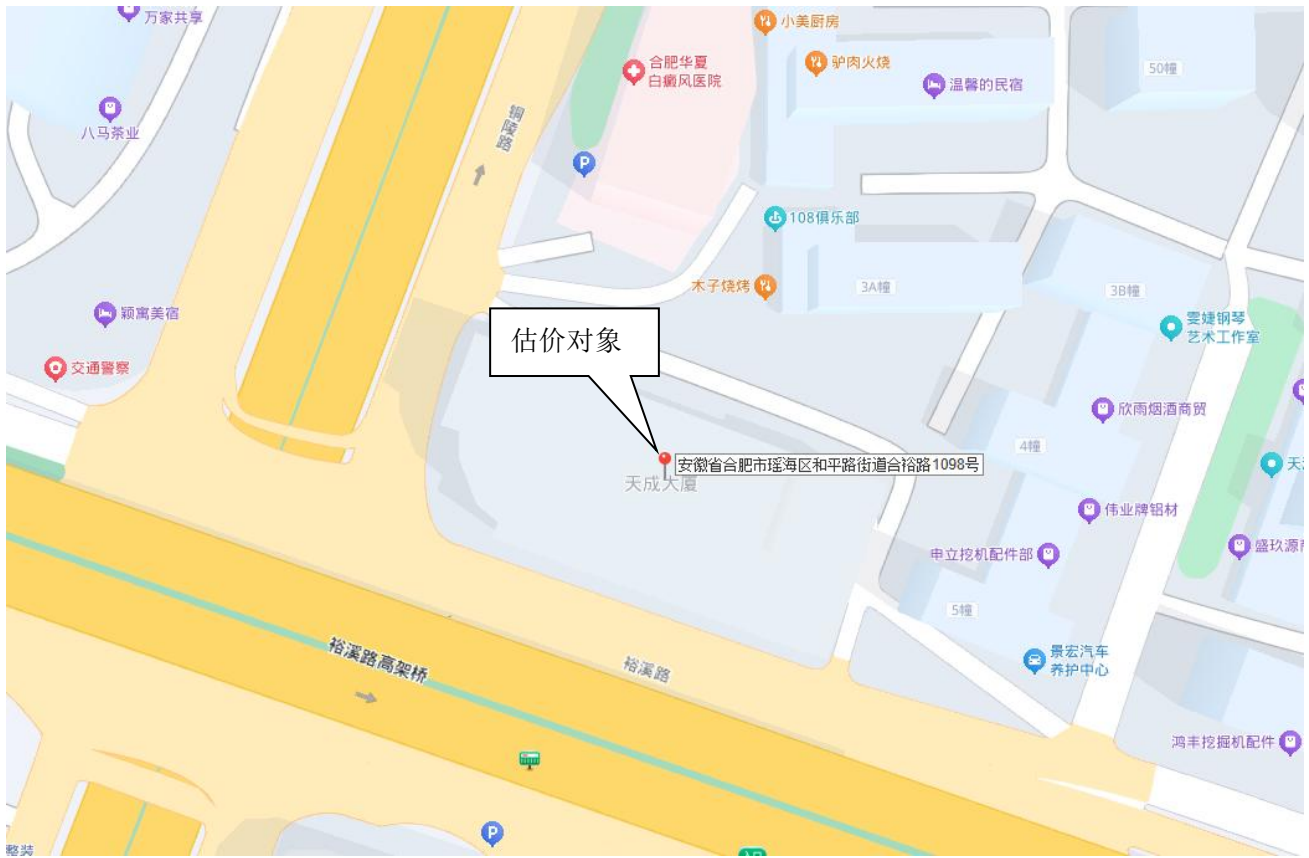 万家共享
小美厨房
驴肉火烧
合肥华夏
白癜风医院
温馨的民宿
50幢
八马茶业
铜陵路
P
108俱乐部
木子烧烤
3A幢
3B幢
颖寓美宿
雯婕钢琴
艺术工作室
估价对象
交通警察
欣雨烟酒商贸
4幢
安徽省合肥市瑶海区和平路街道合裕路1098号
天成大厦
伟业牌铝材
盛玖源
申立挖机配件部
5幢
裕溪路高架桥
裕溪路
景宏汽车
养护中心
鸿丰挖掘机配件
P
整装